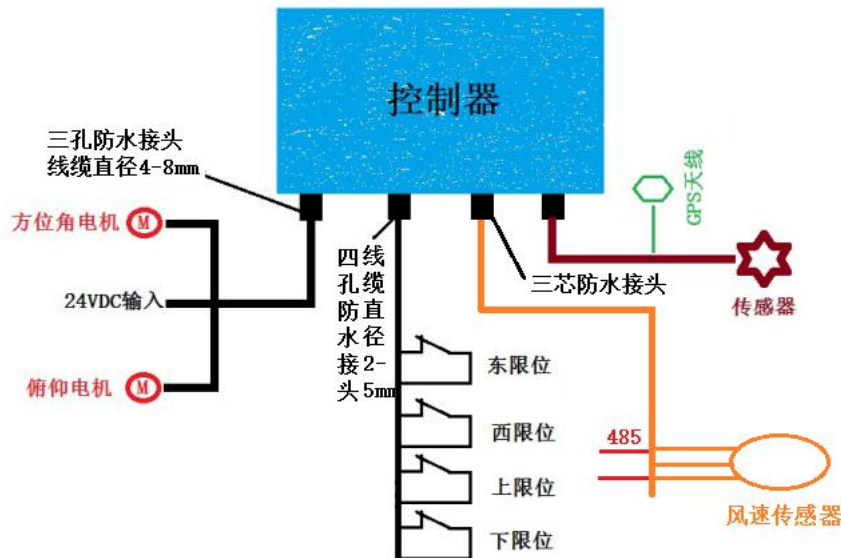 控制器
三孔防水接头
线缆直径4-8mm
方位角电机
M
24VDC输入
俯仰电机
M
四孔防水接头
线缆直径2-5mm
三芯防水接头
GPS天线
传感器
东限位
西限位
上限位
下限位
485
风速传感器